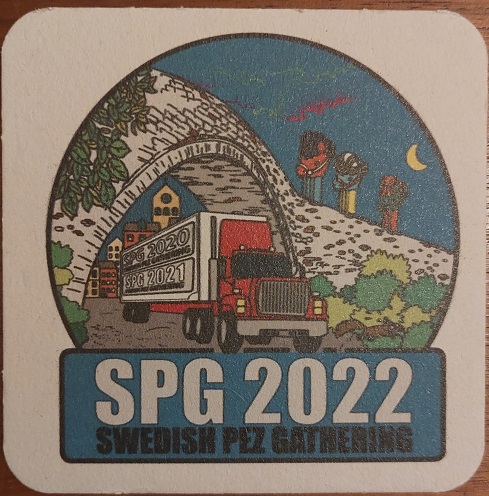 SPG 2020
SPG 2021
SPG 2022
SWEDISH PEZ GATHERING